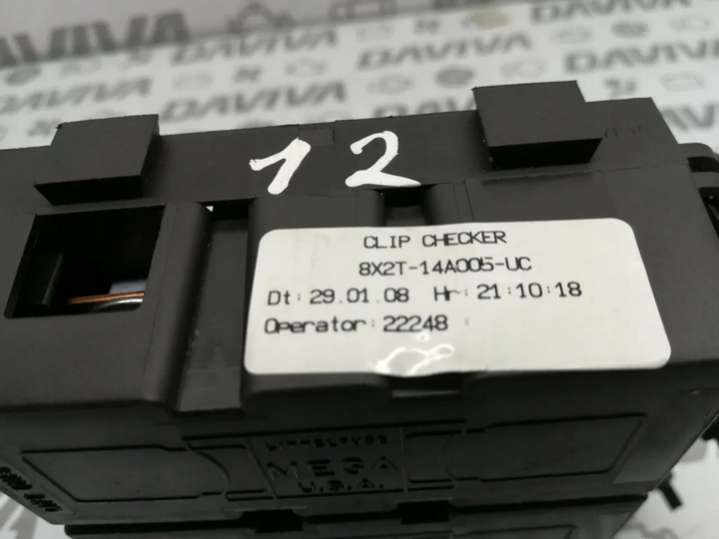 DAVIVA DAVIVA
DAVIVA DAVIVA
12
CLIP CHECKER
8X2T-14A005-UC
Dt: 29.01.08 Hr: 21:10:18
Operator: 22248
LITTELFUSE
MEGA
U.S.A.